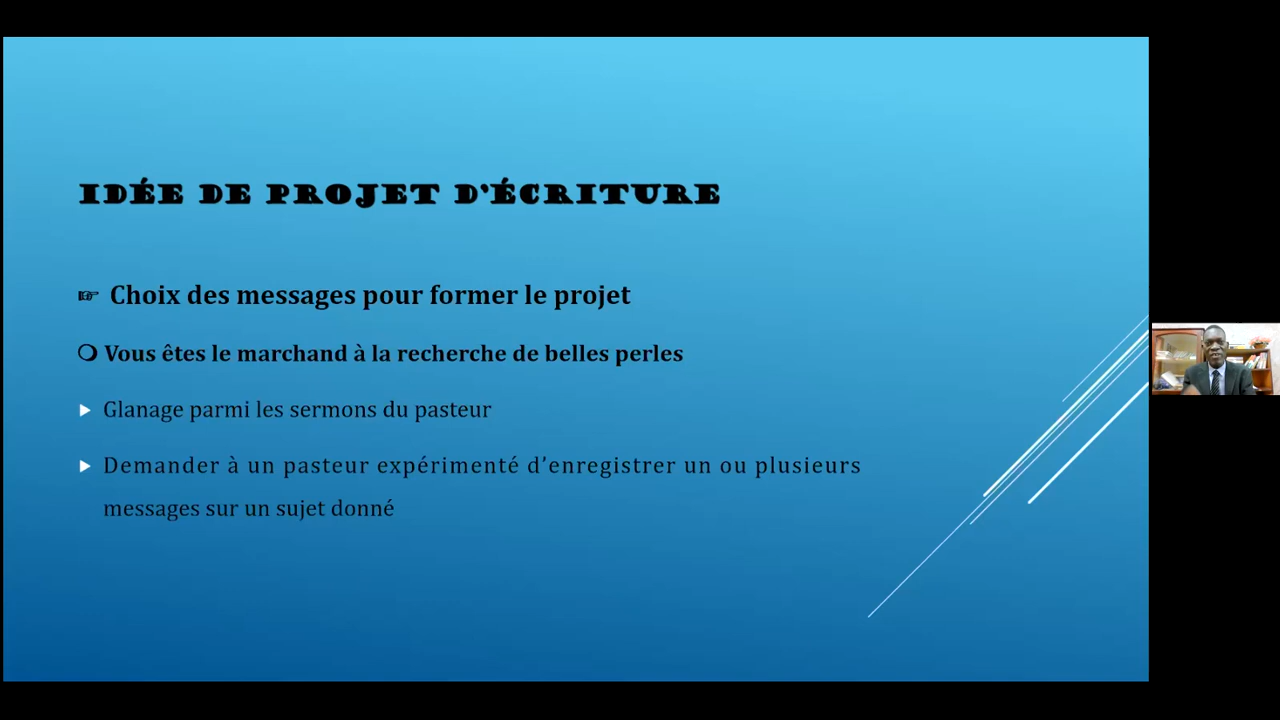 IDÉE DE PROJET D'ÉCRITURE
☞ Choix des messages pour former le projet
❍ Vous êtes le marchand à la recherche de belles perles
▶ Glanage parmi les sermons du pasteur
▶ Demander à un pasteur expérimenté d’enregistrer un ou plusieurs
messages sur un sujet donné